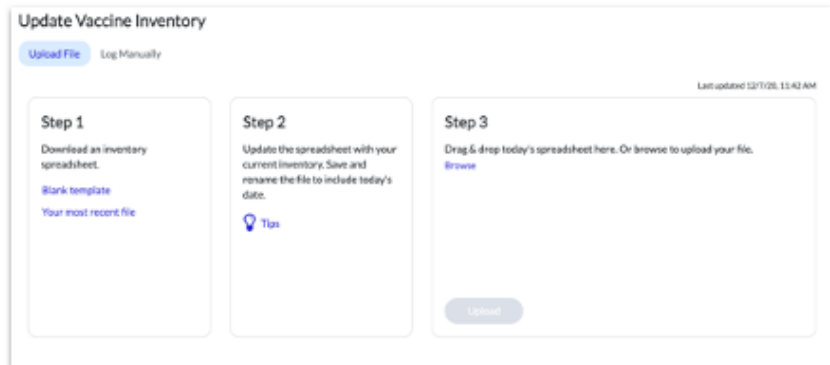 Update Vaccine Inventory
Upload File Log Manually
Last updated 12/7/20, 11:42 AM
Step 1
Download an inventory
spreadsheet.
Blank template
Your most recent file
Step 2
Update the spreadsheet with your
current inventory. Save and
rename the file to include today's
date.
Tips
Step 3
Drag & drop today's spreadsheet here. Or browse to upload your file.
Browse
Upload